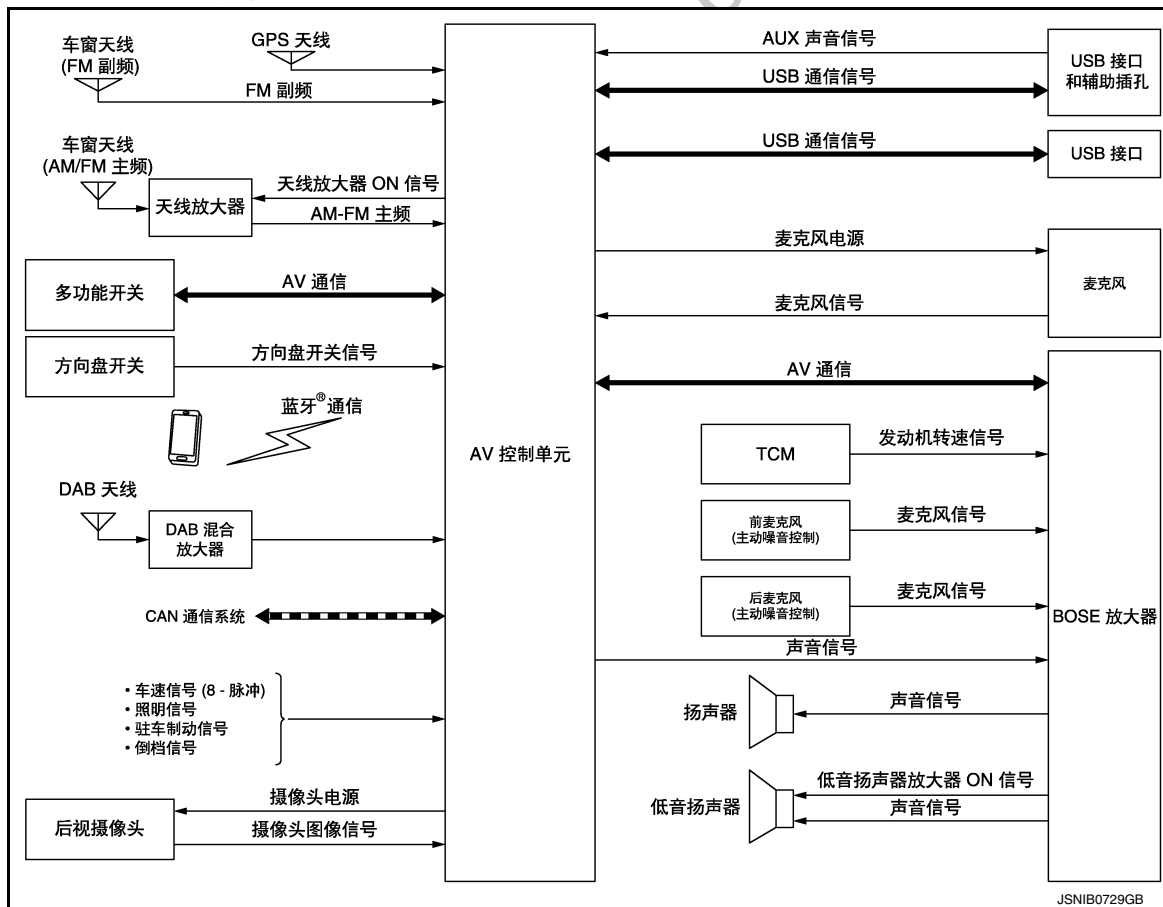 车窗天线
(FM 副频)
GPS 天线
FM 副频
车窗天线
(AM/FM 主频)
天线放大器
天线放大器 ON 信号
AM-FM 主频
多功能开关
AV 通信
方向盘开关
方向盘开关信号
蓝牙® 通信
DAB 天线
DAB 混合
放大器
CAN 通信系统
• 车速信号 (8 - 脉冲)
• 照明信号
• 驻车制动信号
• 倒档信号
后视摄像头
摄像头电源
摄像头图像信号
AV 控制单元
AUX 声音信号
USB 通信信号
USB 接口
和辅助插孔
USB 通信信号
USB 接口
麦克风电源
麦克风信号
麦克风
AV 通信
TCM
发动机转速信号
前麦克风
(主动噪音控制)
麦克风信号
后麦克风
(主动噪音控制)
麦克风信号
声音信号
BOSE 放大器
扬声器
声音信号
低音扬声器
低音扬声器放大器 ON 信号
声音信号
JSNIB0729GB